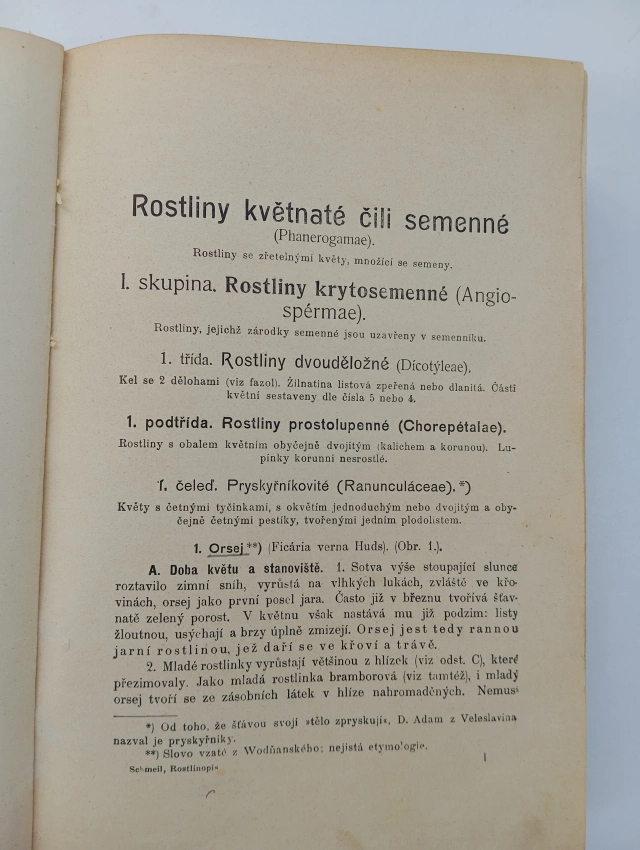 Rostliny květnaté čili semenné
(Phanerogamae).
Rostliny se zřetelnými květy, množící se semeny.
I. skupina. Rostliny krytosemenné (Angio-
spérmae).
Rostliny, jejichž zárodky semenné jsou uzavřeny v semenníku.
1. třída. Rostliny dvouděložné (Dicotýleae).
Kel se 2 dělohami (viz fazol). Žilnatina listová zpeřená nebo dlanitá. Části
květní sestaveny dle čísla 5 nebo 4.
1. podtřída. Rostliny prostolupenné (Chorepétalae).
Rostliny s obalem květním obyčejně dvojitým (kalichem a korunou). Lu-
pínky korunní nesrostlé.
1. čeleď. Pryskyřníkovité (Ranunculáceae).*)
Květy s četnými tyčinkami, s okvětím jednoduchým nebo dvojitým a oby-
čejně četnými pestíky, tvořenými jedním plodolistem.
1. Orsej**) (Ficária verna Huds). (Obr. 1.).
A. Doba květu a stanoviště. 1. Sotva výše stoupající slunce
roztavilo zimní sníh, vyrůstá na vlhkých lukách, zvláště ve křo-
vinách, orsej jako první posel jara. Často již v březnu tvořívá šťav-
natě zelený porost. V květnu však nastává mu již podzim: listy
žloutnou, usýchají a brzy úplně zmizejí. Orsej jest tedy rannou
jarní rostlinou, jež daří se ve křoví a trávě.
2. Mladé rostlinky vyrůstají většinou z hlízek (viz odst. C), které
přezimovaly. Jako mladá rostlinka bramborová (viz tamtéž), i mladý
orsej tvoří se ze zásobních látek v hlíze nahromaděných. Nemus
*) Od toho, že šťávou svojí »tělo zpryskují«, D. Adam z Veleslavína
nazval je pryskyřníky.
**) Slovo vzaté z Wodňanského; nejistá etymologie.
Schmeil, Rostlinopis
1